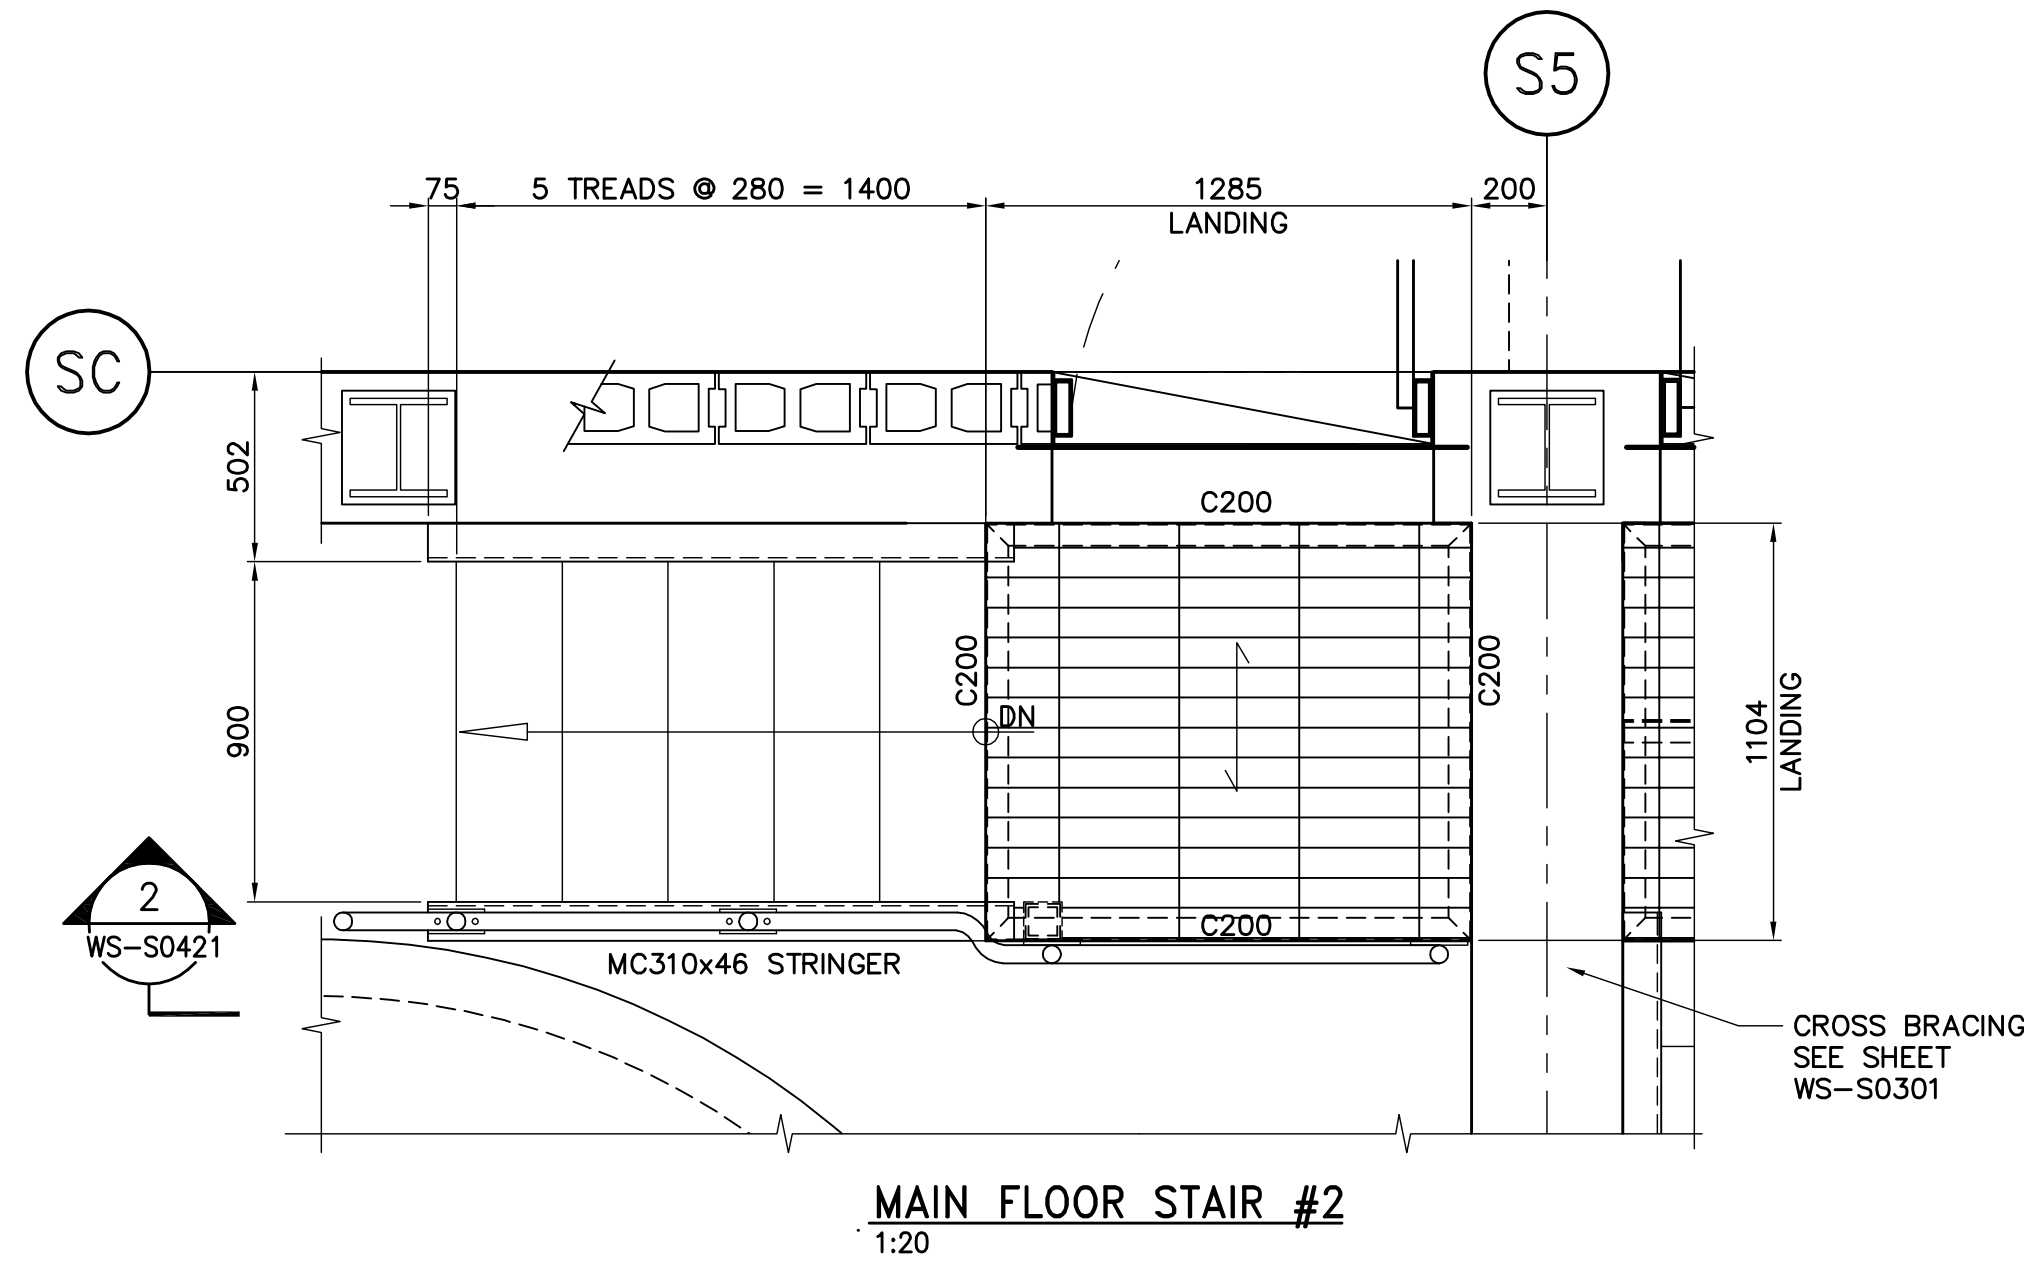 S5
75
5 TREADS @ 280 = 1400
1285
LANDING
200
SC
502
C200
900
C200
C200
DN
1104
LANDING
2
WS-S0421
C200
MC310x46 STRINGER
CROSS BRACING
SEE SHEET
WS-S0301
MAIN FLOOR STAIR #2
1:20